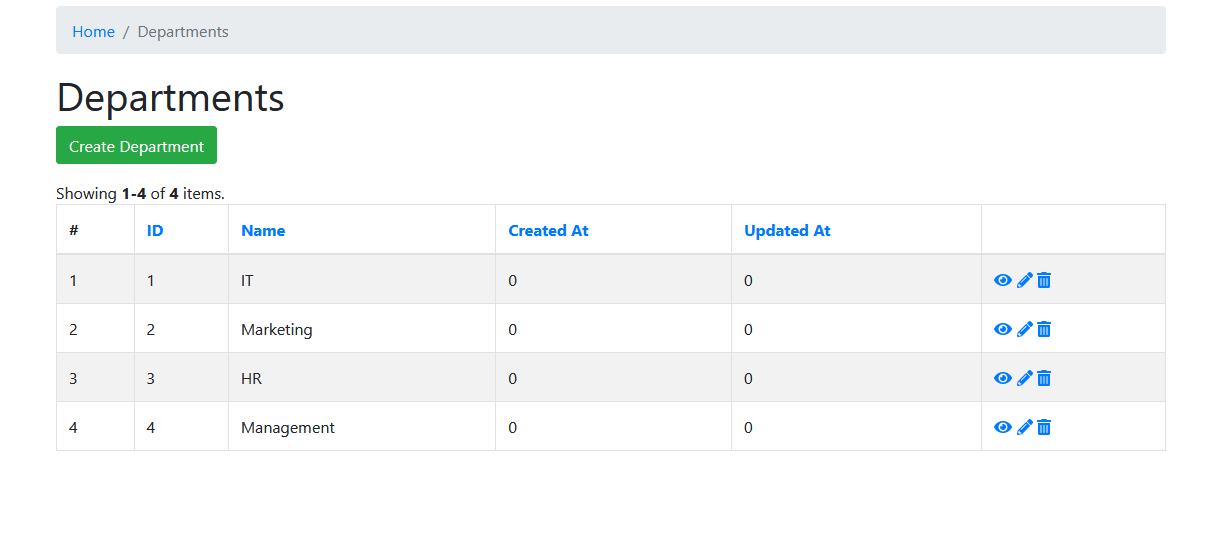 Home / Departments
Departments
Create Department
Showing 1-4 of 4 items.
# ID Name Created At Updated At
1 1 IT 0 0
2 2 Marketing 0 0
3 3 HR 0 0
4 4 Management 0 0